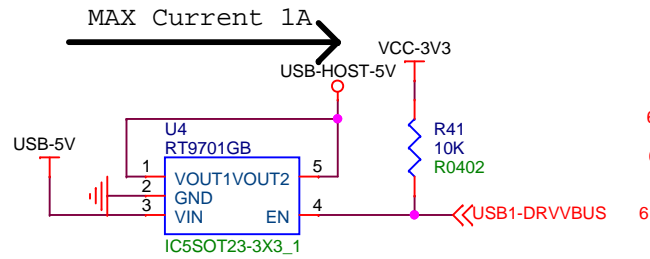 MAX Current 1A
VCC-3V3
USB-HOST-5V
U4
RT9701GB
R41
10K
R0402
USB-5V
1
VOUT1VOUT2
5
2
GND
3
VIN
EN
4
USB1-DRVVBUS
6
IC5SOT23-3X3_1